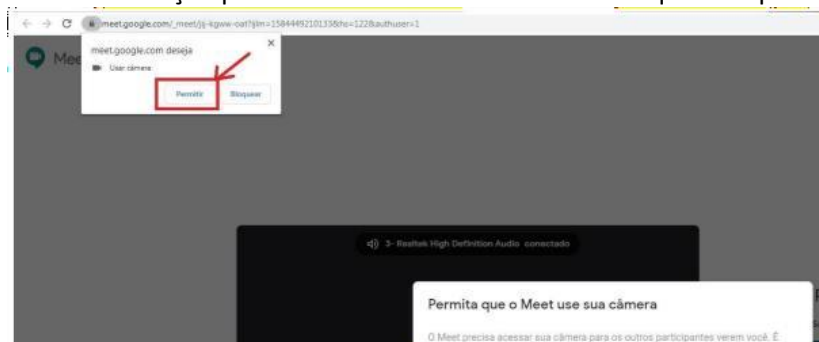 meet.google.com/_meet/jij-kgww-oat?ijlm=1584449210133&hs=122&authuser=1
Mee
meet.google.com deseja
Usar câmera
Permitir
Bloquear
3- Realtek High Definition Audio conectado
Permita que o Meet use sua câmera
O Meet precisa acessar sua câmera para os outros participantes verem você. É